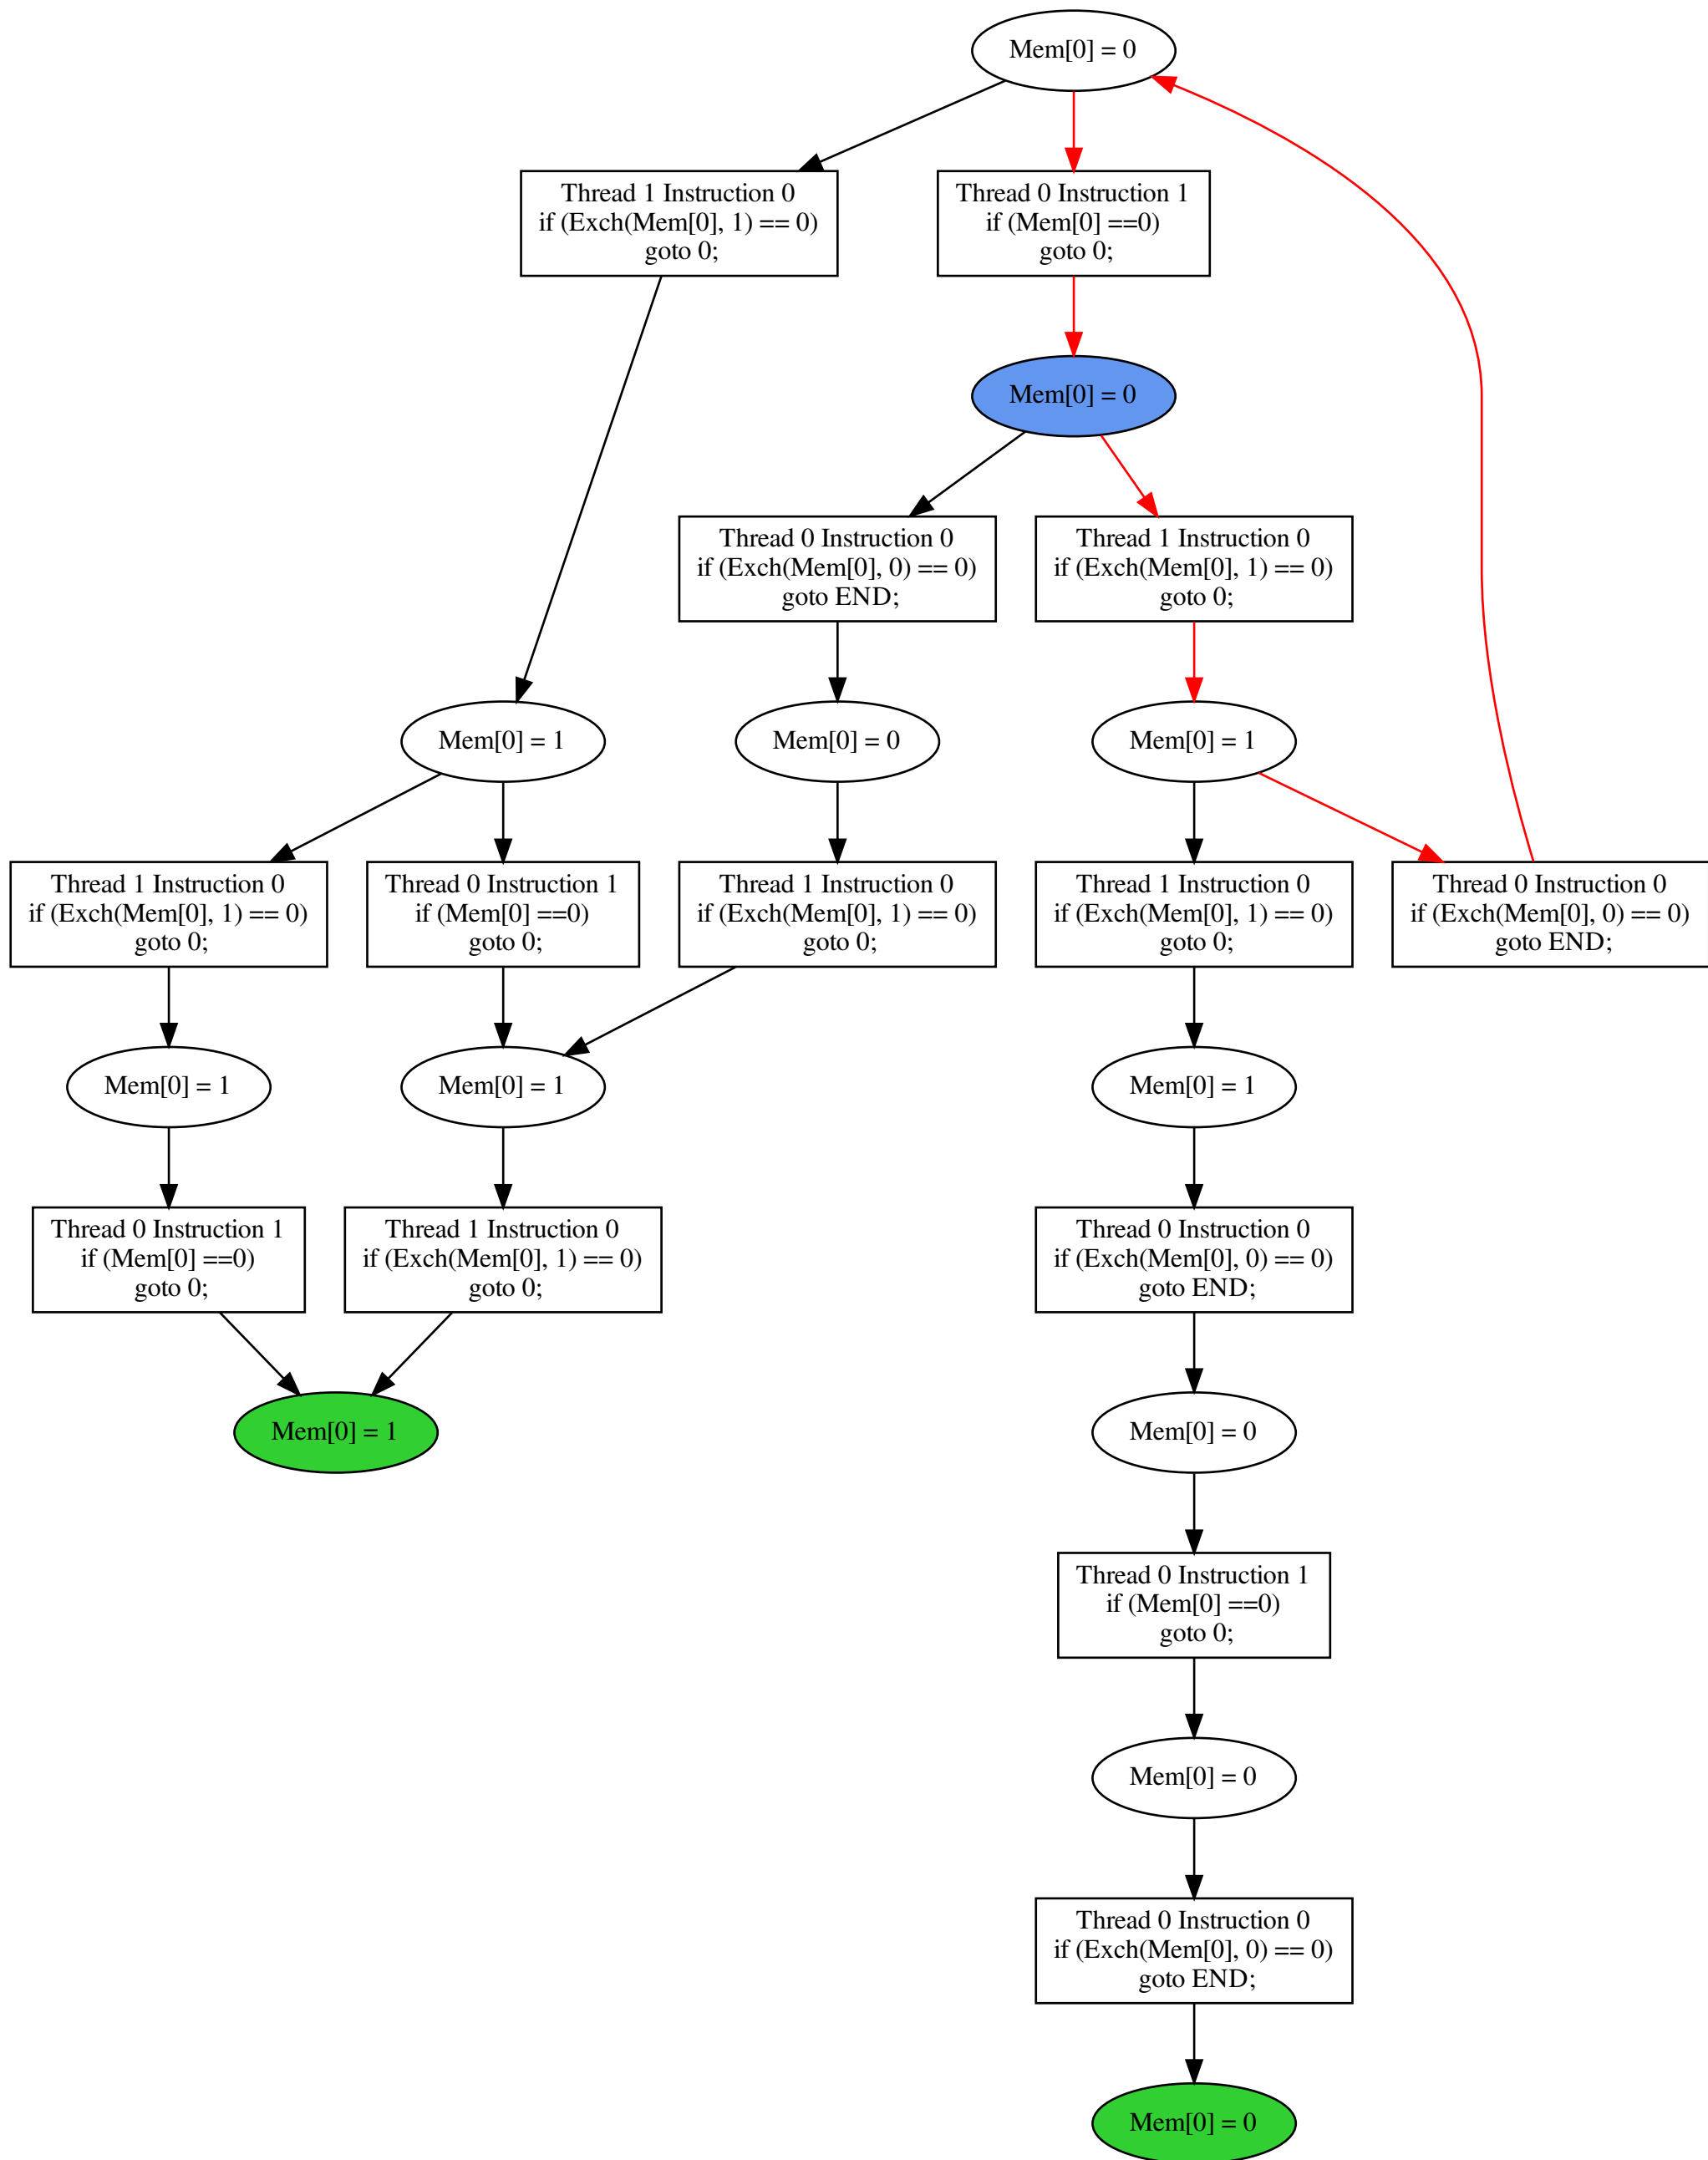 Mem[0] = 0
Thread 1 Instruction 0
if (Exch(Mem[0], 1) == 0)
goto 0;
Thread 0 Instruction 1
if (Mem[0] ==0)
goto 0;
Mem[0] = 0
Thread 0 Instruction 0
if (Exch(Mem[0], 0) == 0)
goto END;
Thread 1 Instruction 0
if (Exch(Mem[0], 1) == 0)
goto 0;
Mem[0] = 1
Mem[0] = 0
Mem[0] = 1
Thread 1 Instruction 0
if (Exch(Mem[0], 1) == 0)
goto 0;
Thread 0 Instruction 1
if (Mem[0] ==0)
goto 0;
Thread 1 Instruction 0
if (Exch(Mem[0], 1) == 0)
goto 0;
Thread 1 Instruction 0
if (Exch(Mem[0], 1) == 0)
goto 0;
Thread 0 Instruction 0
if (Exch(Mem[0], 0) == 0)
goto END;
Mem[0] = 1
Mem[0] = 1
Mem[0] = 1
Thread 0 Instruction 1
if (Mem[0] ==0)
goto 0;
Thread 1 Instruction 0
if (Exch(Mem[0], 1) == 0)
goto 0;
Thread 0 Instruction 0
if (Exch(Mem[0], 0) == 0)
goto END;
Mem[0] = 1
Mem[0] = 0
Thread 0 Instruction 1
if (Mem[0] ==0)
goto 0;
Mem[0] = 0
Thread 0 Instruction 0
if (Exch(Mem[0], 0) == 0)
goto END;
Mem[0] = 0